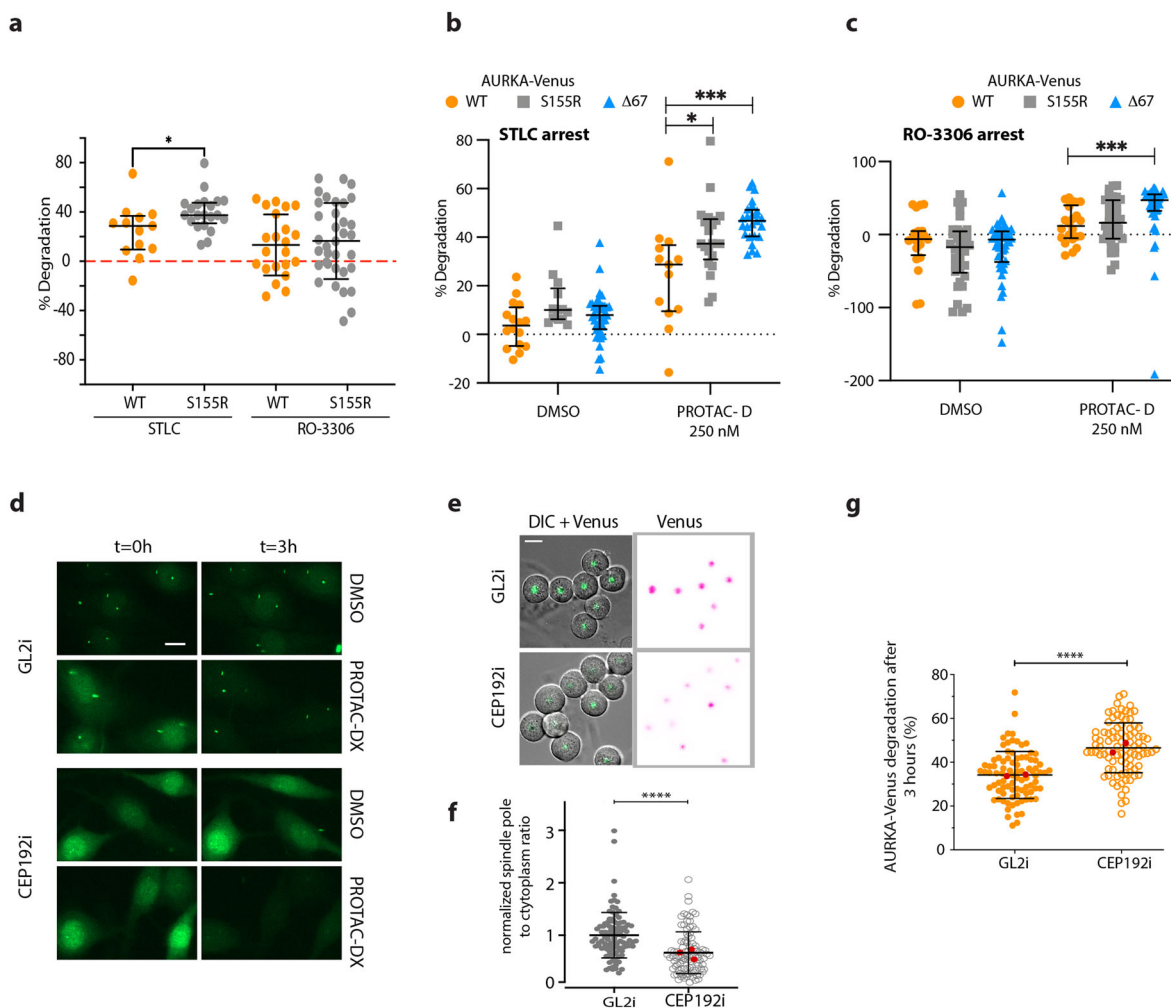 a
*
% Degradation
80
40
0
-40
-80
WT
S155R
WT
S155R
STLC
RO-3306
b
AURKA-Venus
WT
S155R
Δ67
STLC arrest
***
*
% Degradation
80
60
40
20
0
-20
DMSO
PROTAC- D
250 nM
c
AURKA-Venus
WT
S155R
Δ67
RO-3306 arrest
***
% Degradation
100
0
-100
-200
DMSO
PROTAC- D
250 nM
d
t=0h
t=3h
GL2i
DMSO
PROTAC-DX
CEP192i
DMSO
PROTAC-DX
e
DIC + Venus
Venus
GL2i
CEP192i
f
****
normalized spindle pole
to cytoplasm ratio
3
2
1
0
GL2i
CEP192i
g
****
AURKA-Venus degradation after
3 hours (%)
80
60
40
20
0
GL2i
CEP192i